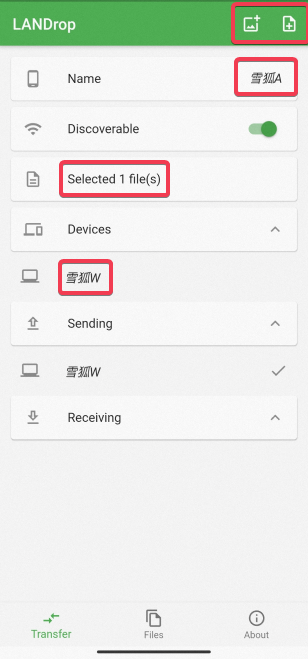 LANDrop
Name 雪狐A
Discoverable
Selected 1 file(s)
Devices
雪狐W
Sending
雪狐W
Receiving
Transfer Files About